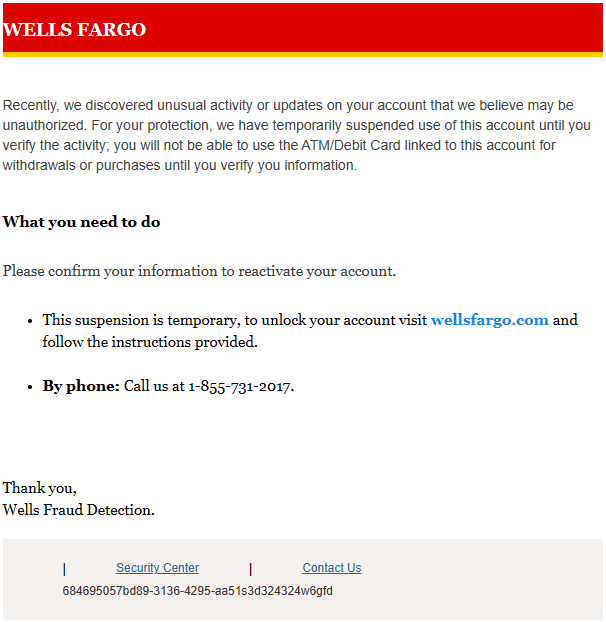 WELLS FARGO
Recently, we discovered unusual activity or updates on your account that we believe may be
unauthorized. For your protection, we have temporarily suspended use of this account until you
verify the activity; you will not be able to use the ATM/Debit Card linked to this account for
withdrawals or purchases until you verify you information.
What you need to do
Please confirm your information to reactivate your account.
• This suspension is temporary, to unlock your account visit wellsfargo.com and
follow the instructions provided.
• By phone: Call us at 1-855-731-2017.
Thank you,
Wells Fraud Detection.
| Security Center | Contact Us
684695057bd89-3136-4295-aa51s3d324324w6gfd